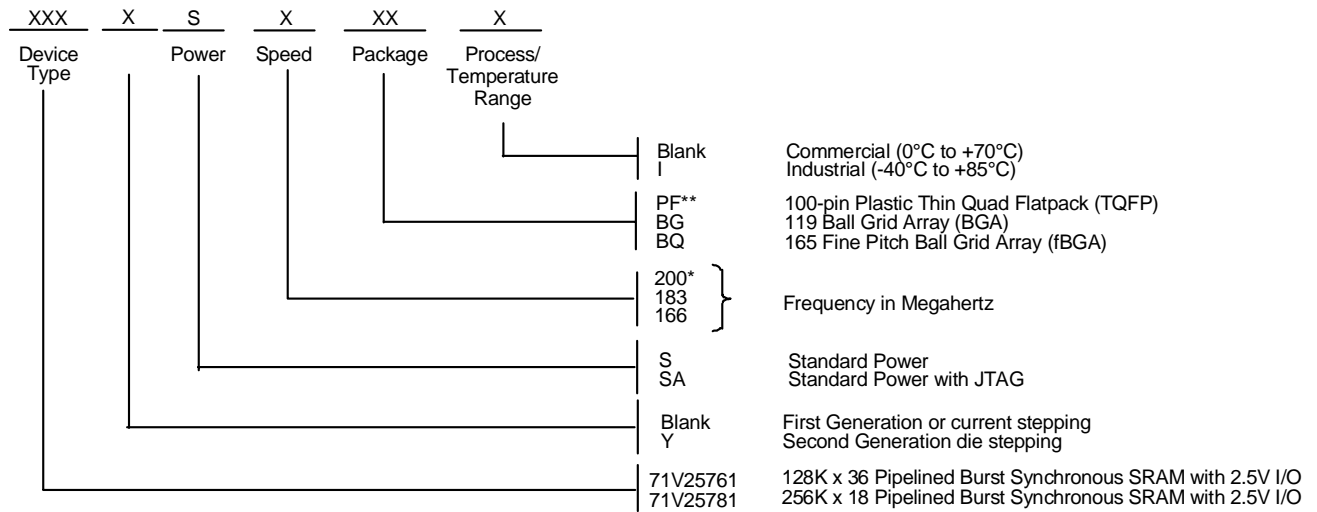 XXX X S X XX X
Device Type Power Speed Package Process/ Temperature Range
Blank Commercial (0°C to +70°C)
I Industrial (-40°C to +85°C)
PF** 100-pin Plastic Thin Quad Flatpack (TQFP)
BG 119 Ball Grid Array (BGA)
BQ 165 Fine Pitch Ball Grid Array (fBGA)
200*
183 Frequency in Megahertz
166
S Standard Power
SA Standard Power with JTAG
Blank First Generation or current stepping
Y Second Generation die stepping
71V25761 128K x 36 Pipelined Burst Synchronous SRAM with 2.5V I/O
71V25781 256K x 18 Pipelined Burst Synchronous SRAM with 2.5V I/O